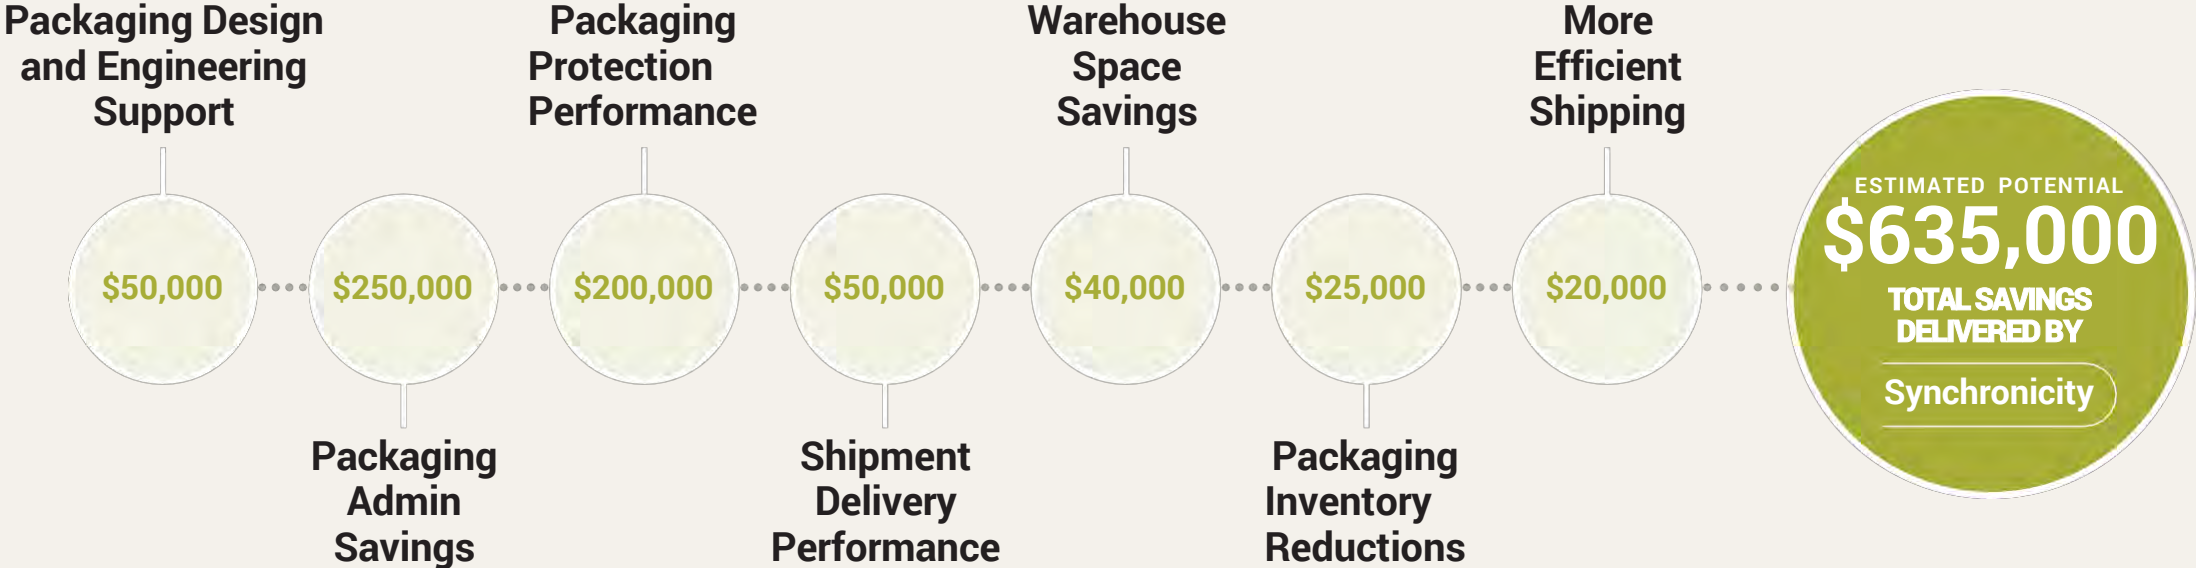 Packaging Design
and Engineering
Support
Packaging
Protection
Performance
Warehouse
Space
Savings
More
Efficient
Shipping
$50,000
$250,000
$200,000
$50,000
$40,000
$25,000
$20,000
ESTIMATED POTENTIAL
$635,000
TOTAL SAVINGS
DELIVERED BY
Synchronicity
Packaging
Admin
Savings
Shipment
Delivery
Performance
Packaging
Inventory
Reductions